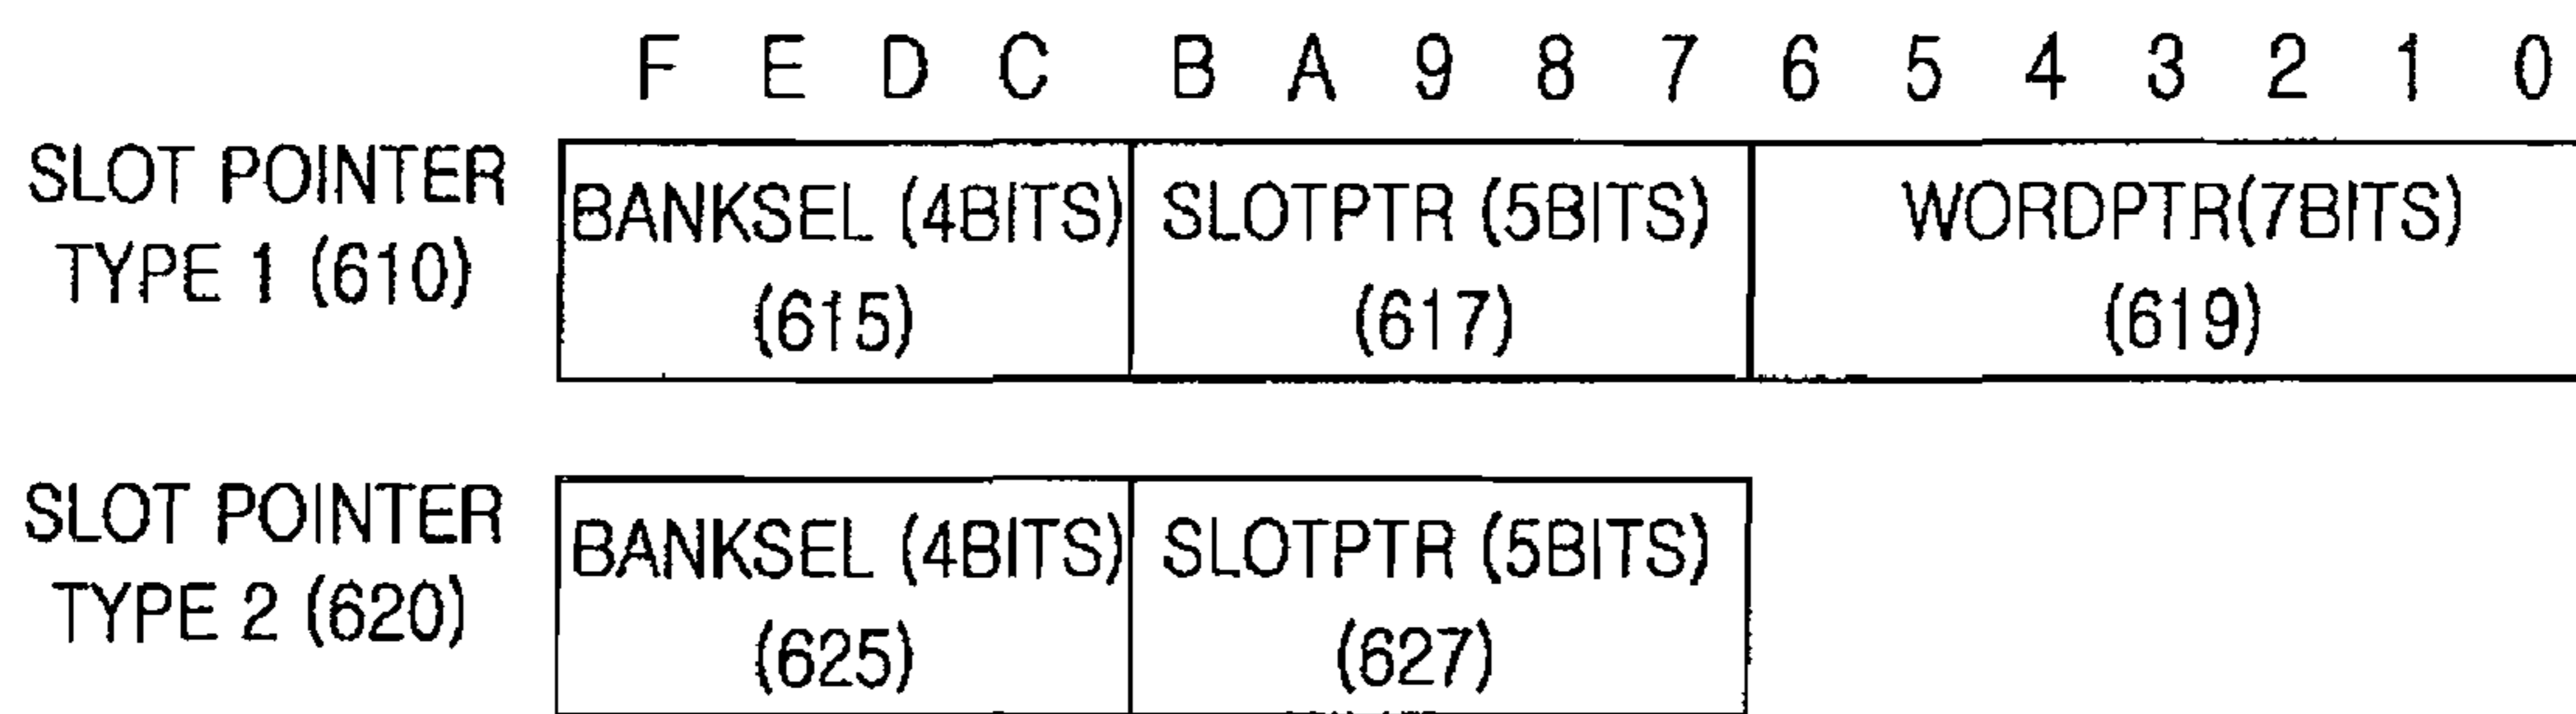 F E D C B A 9 8 7 6 5 4 3 2 1 0
SLOT POINTER
TYPE 1 (610)
BANKSEL (4BITS)
(615)
SLOTPTR (5BITS)
(617)
WORDPTR(7BITS)
(619)
SLOT POINTER
TYPE 2 (620)
BANKSEL (4BITS)
(625)
SLOTPTR (5BITS)
(627)